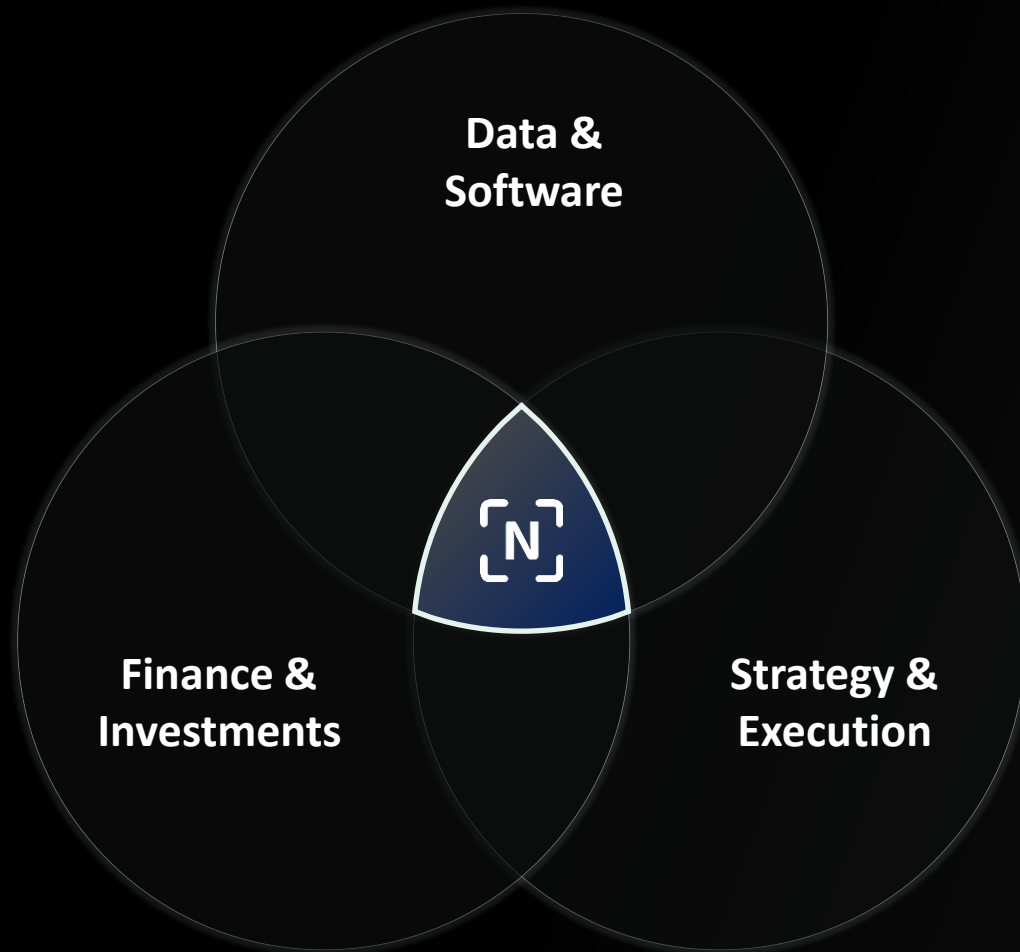 Data &
Software
N
Finance &
Investments
Strategy &
Execution